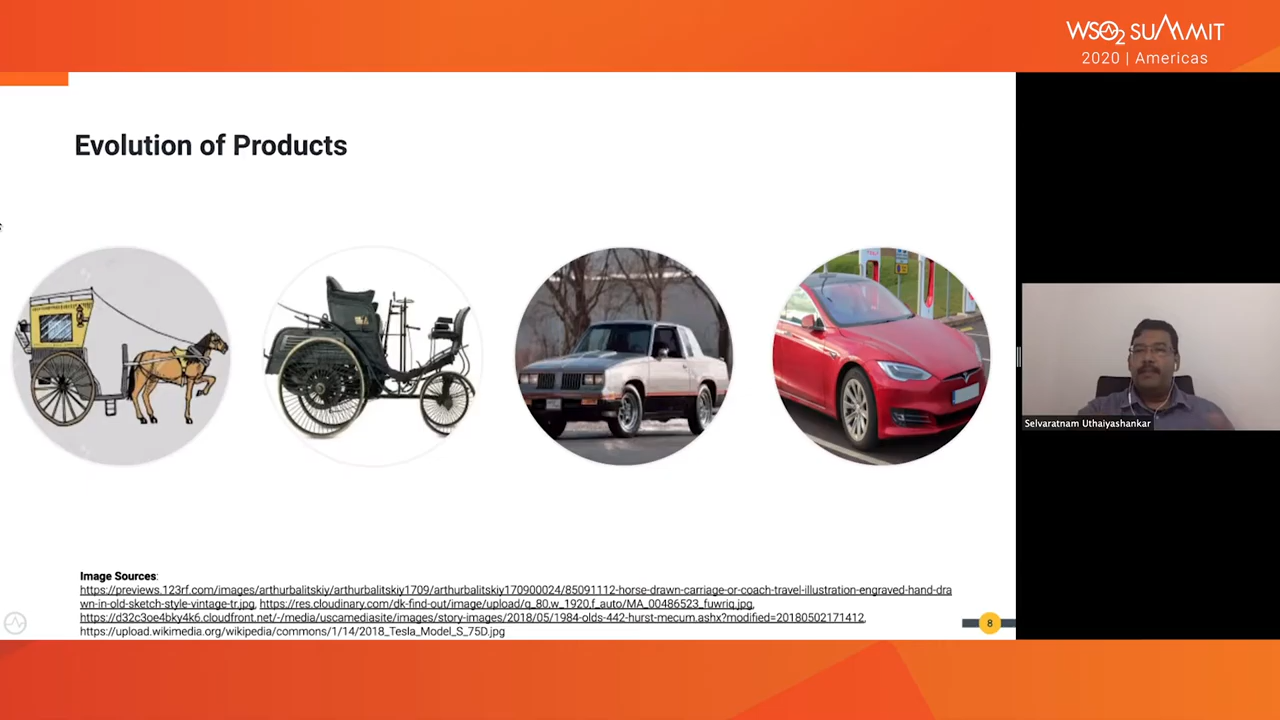 WSO2 SUMMIT
2020 | Americas
Evolution of Products
Selvaratnam Uthaiyashankar
Image Sources:
https://previews.123rf.com/images/arthurbalitskiy/arthurbalitskiy1709/arthurbalitskiy170900024/85091112-horse-drawn-carriage-or-coach-travel-illustration-engraved-hand-dra
wn-in-old-sketch-style-vintage-tr.jpg, https://res.cloudinary.com/dk-find-out/image/upload/q_80,w_1920,f_auto/MA_00486523_fuwriq.jpg,
https://d32c3oe4bky4k6.cloudfront.net/-/media/uscamediasite/images/story-images/2018/05/1984-olds-442-hurst-mecum.ashx?modified=20180502171412,
https://upload.wikimedia.org/wikipedia/commons/1/14/2018_Tesla_Model_S_75D.jpg
8